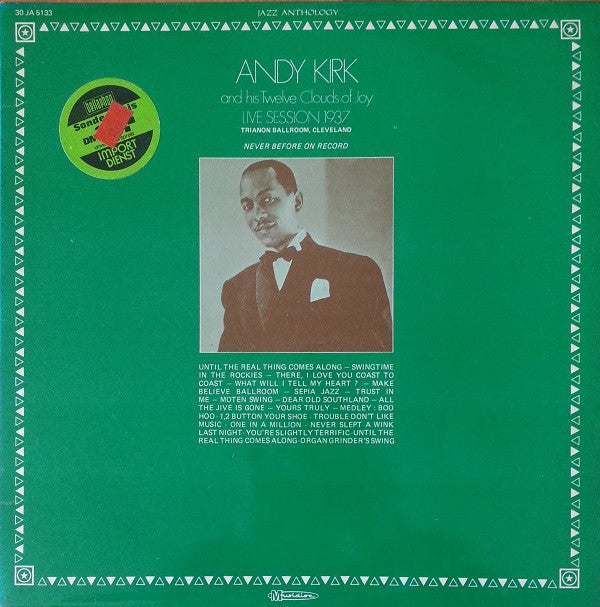 30 JA 5133
JAZZ ANTHOLOGY
ANDY KIRK
and his Twelve Clouds of Joy
LIVE SESSION 1937
TRIANON BALLROOM, CLEVELAND
NEVER BEFORE ON RECORD
bellaphon
IMPORT
DIENST
UNTIL THE REAL THING COMES ALONG – SWINGTIME
IN THE ROCKIES – THERE, I LOVE YOU COAST TO
COAST – WHAT WILL I TELL MY HEART ? – MAKE
BELIEVE BALLROOM – SEPIA JAZZ – TRUST IN
ME – MOTEN SWING – DEAR OLD SOUTHLAND – ALL
THE JIVE IS GONE – YOURS TRULY – MEDLEY : BOO
HOO - 1,2 BUTTON YOUR SHOE - TROUBLE DON'T LIKE
MUSIC - ONE IN A MILLION - NEVER SLEPT A WINK
LAST NIGHT - YOU'RE SLIGHTLY TERRIFIC - UNTIL THE
REAL THING COMES ALONG - ORGAN GRINDER'S SWING
Musidisc